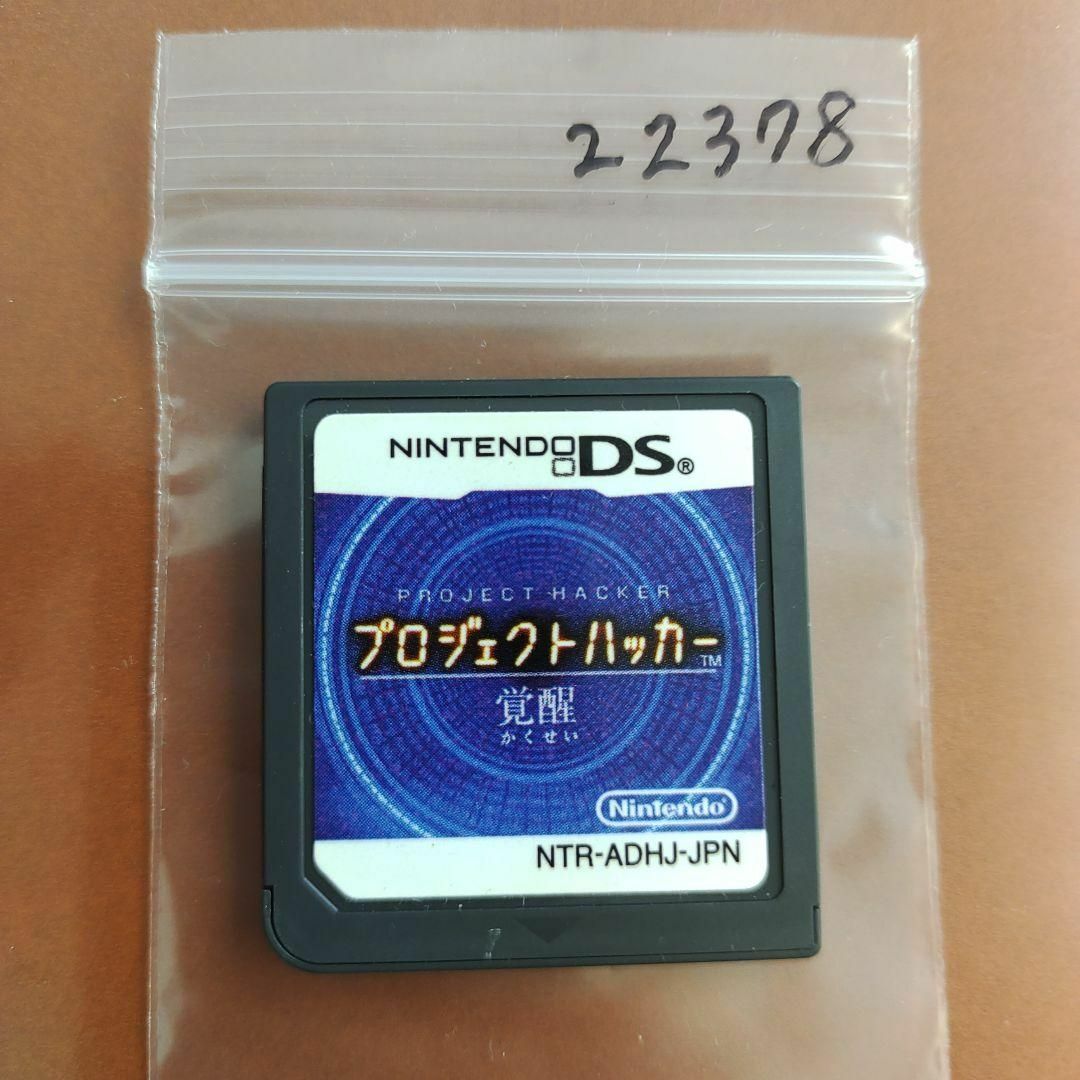 22378
NINTENDO DS®
PROJECT HACKER
プロジェクトハッカー™
覚醒
かくせい
Nintendo®
NTR-ADHJ-JPN